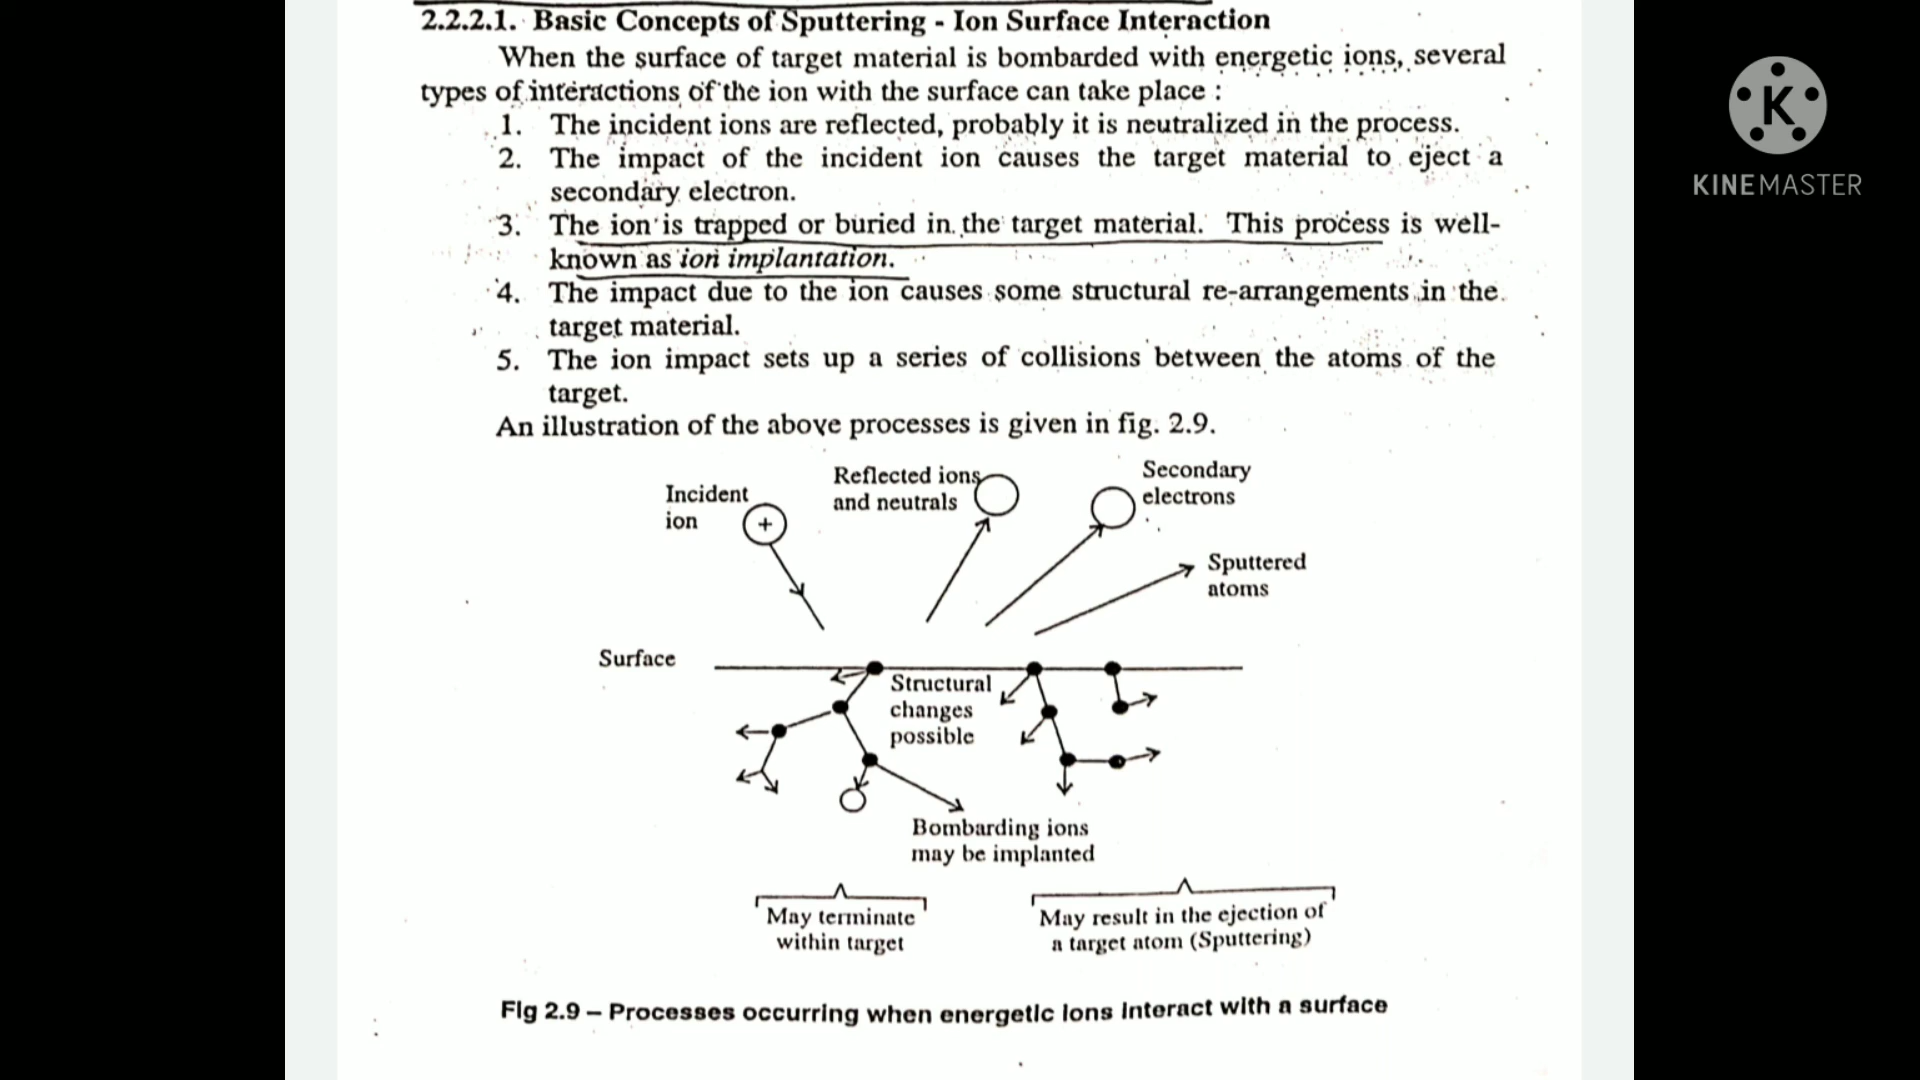 2.2.2.1. Basic Concepts of Sputtering - Ion Surface Interaction
When the surface of target material is bombarded with energetic ions, several
types of interactions of the ion with the surface can take place :
1. The incident ions are reflected, probably it is neutralized in the process.
2. The impact of the incident ion causes the target material to eject a
secondary electron.
3. The ion is trapped or buried in the target material. This process is well-
known as ion implantation.
4. The impact due to the ion causes some structural re-arrangements in the
target material.
5. The ion impact sets up a series of collisions between the atoms of the
target.
An illustration of the above processes is given in fig. 2.9.
Incident
ion
+
Reflected ions
and neutrals
Secondary
electrons
Sputtered
atoms
Surface
Structural
changes
possible
Bombarding ions
may be implanted
May terminate
within target
May result in the ejection of
a target atom (Sputtering)
Fig 2.9 – Processes occurring when energetic ions interact with a surface
K
KINEMASTER